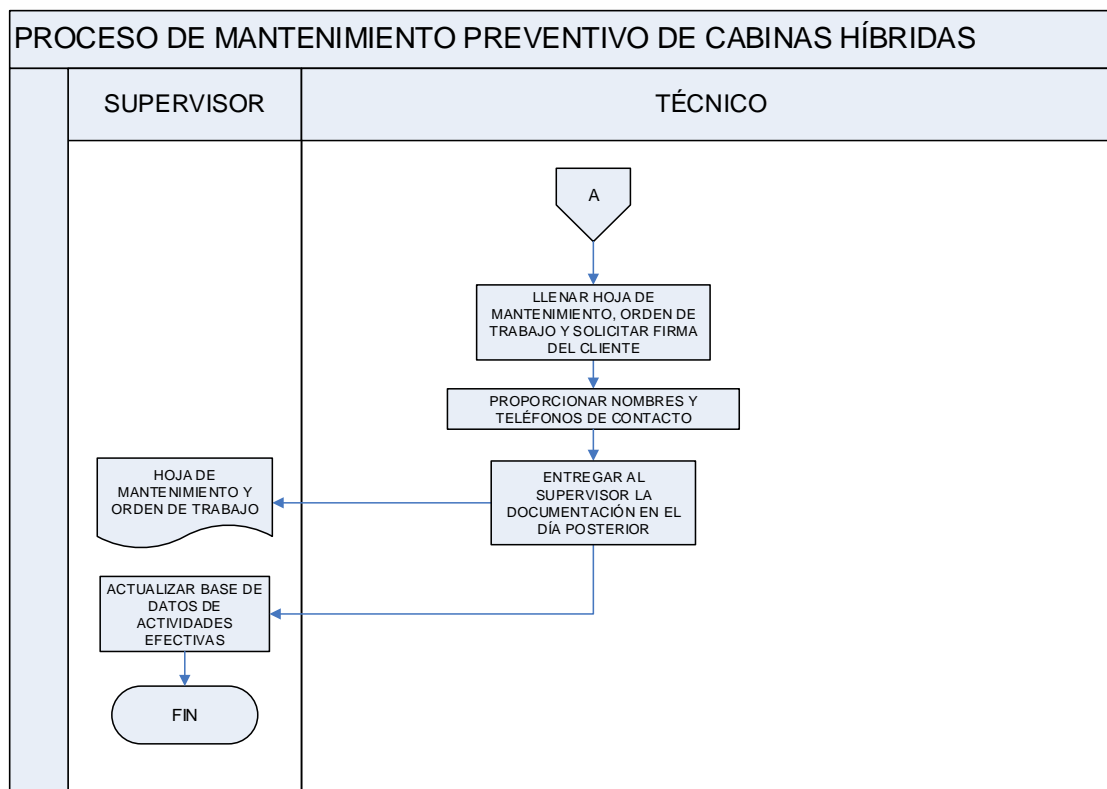 PROCESO DE MANTENIMIENTO PREVENTIVO DE CABINAS HÍBRIDAS
SUPERVISOR
TÉCNICO
A
LLENAR HOJA DE
MANTENIMIENTO, ORDEN DE
TRABAJO Y SOLICITAR FIRMA
DEL CLIENTE
PROPORCIONAR NOMBRES Y
TELÉFONOS DE CONTACTO
ENTREGAR AL
SUPERVISOR LA
DOCUMENTACIÓN EN EL
DÍA POSTERIOR
HOJA DE
MANTENIMIENTO Y
ORDEN DE TRABAJO
ACTUALIZAR BASE DE
DATOS DE
ACTIVIDADES
EFECTIVAS
FIN